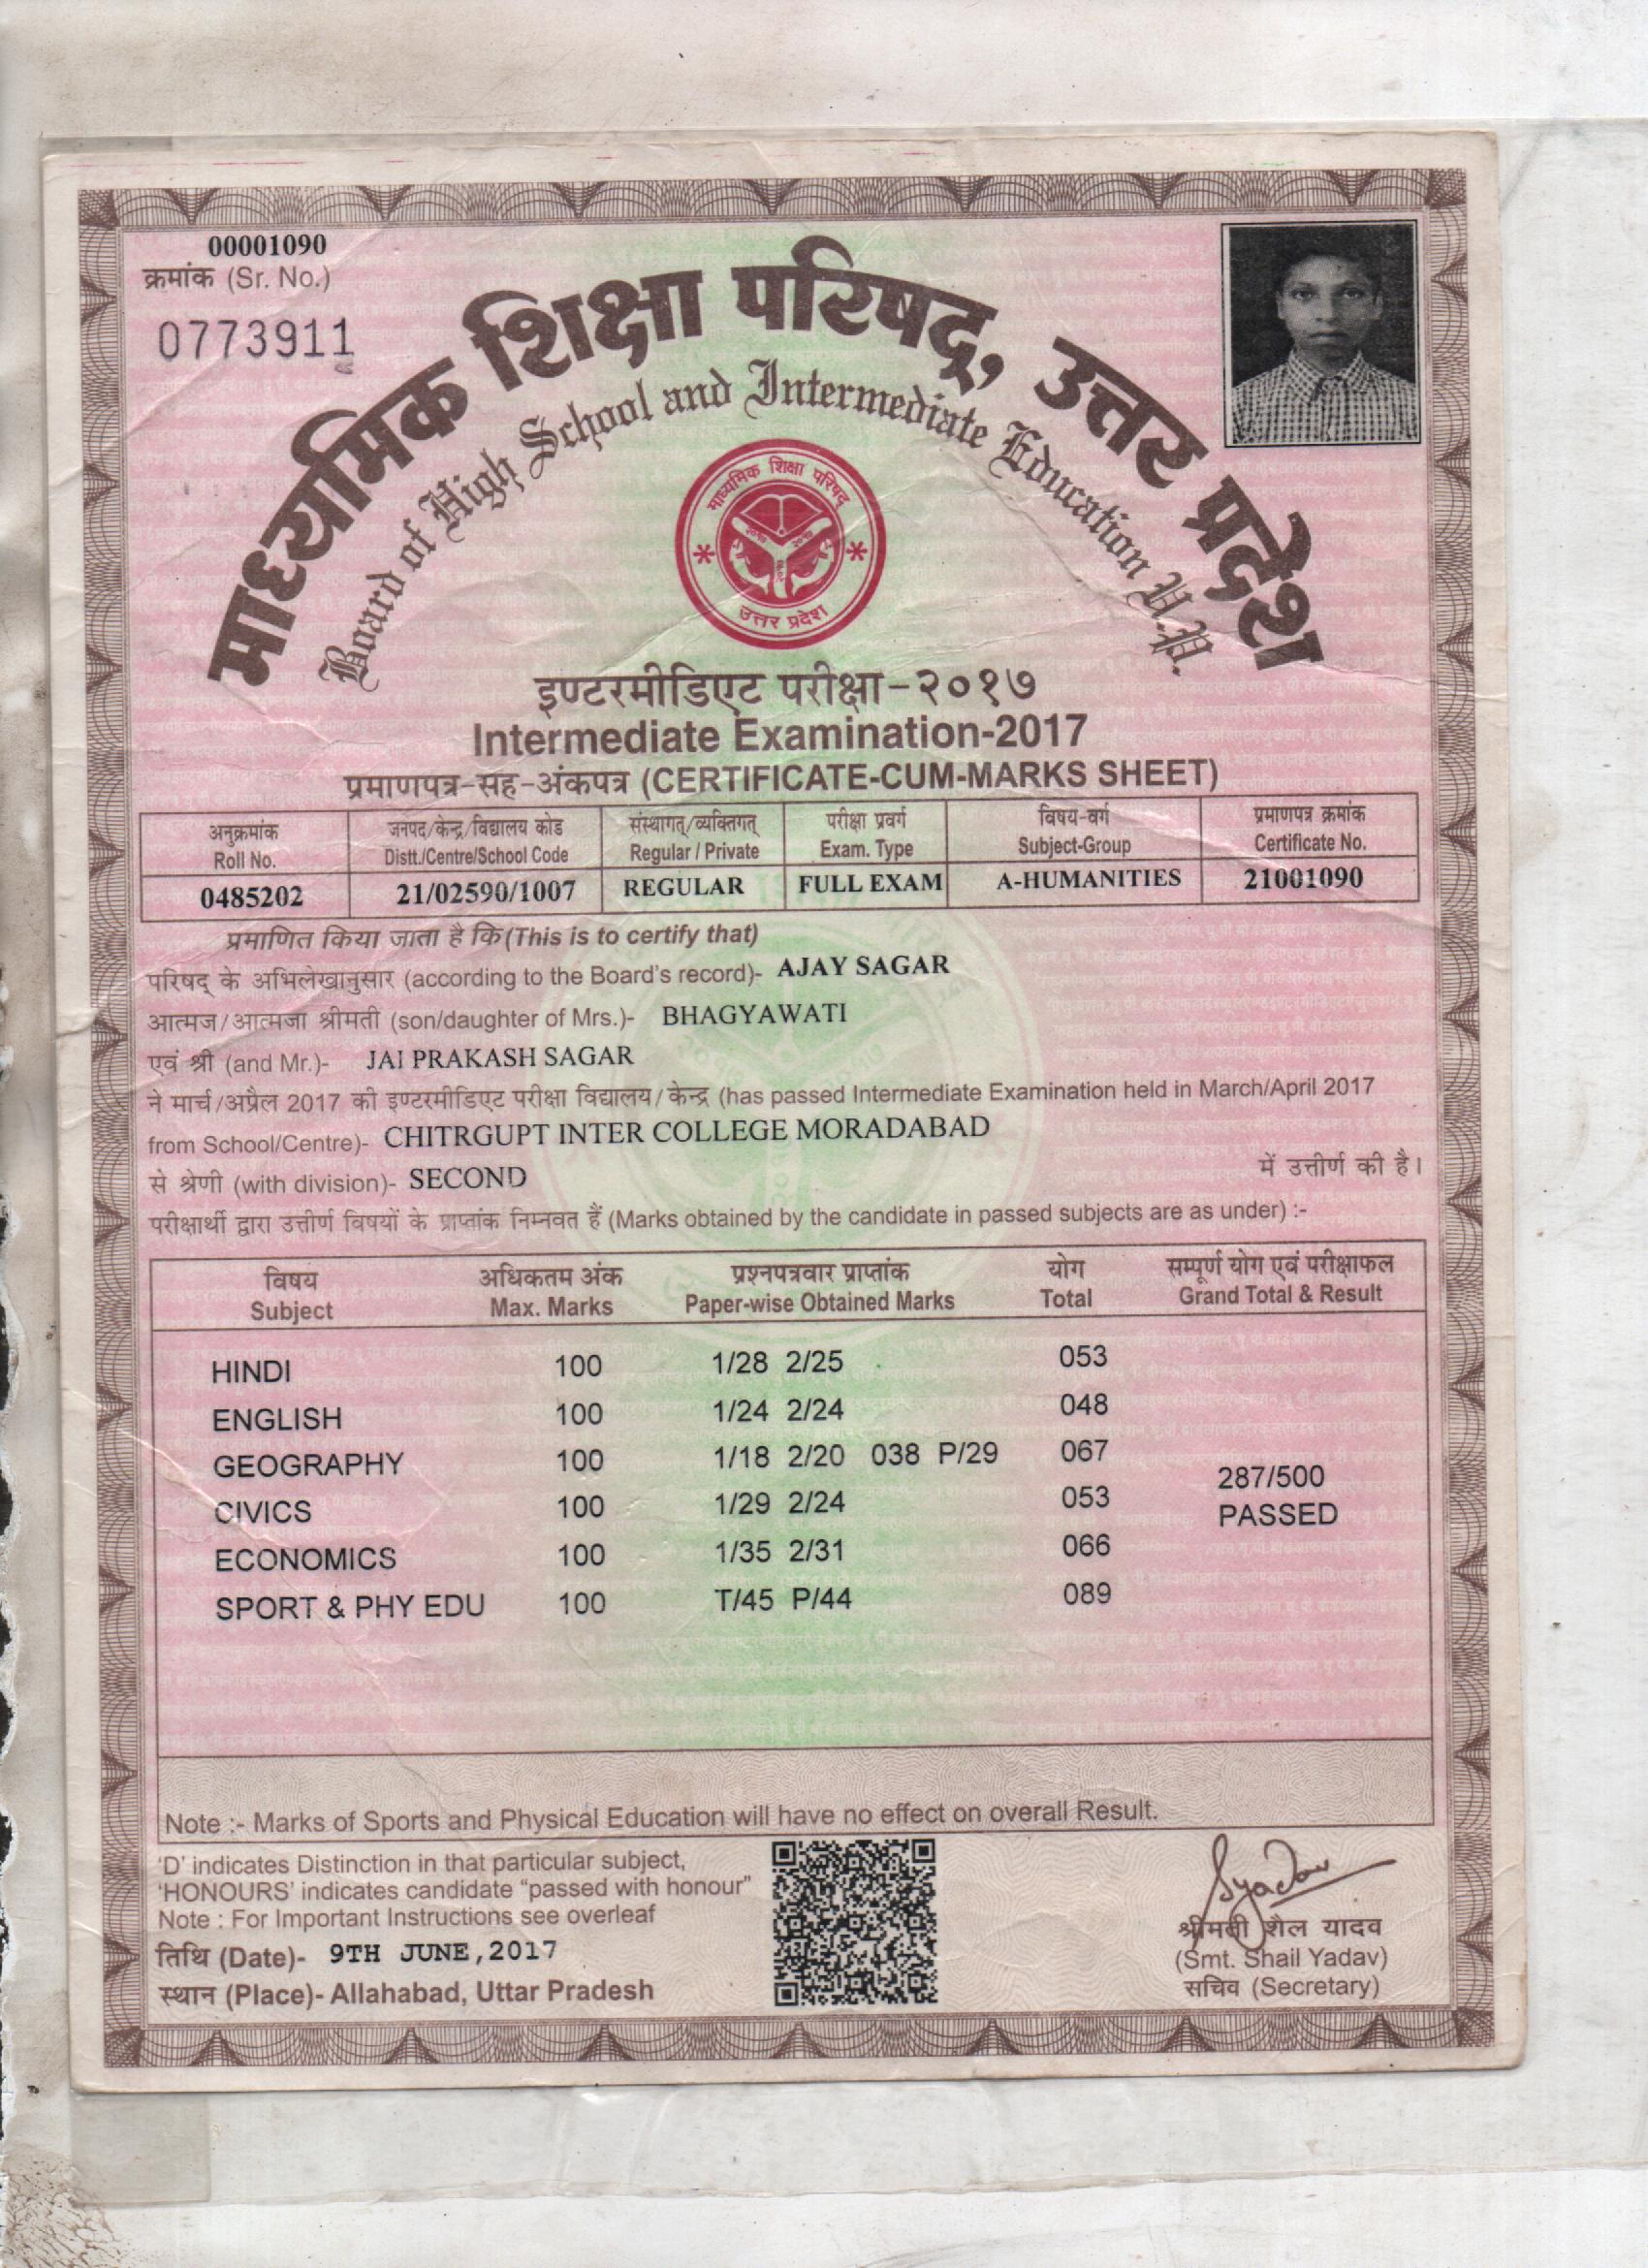 00001090
क्रमांक (Sr. No.)
0773911
माध्यमिक शिक्षा परिषद्, उत्तर प्रदेश
Board of High School and Intermediate Education U.P.
माध्यमिक शिक्षा परिषद्
उत्तर प्रदेश
इण्टरमीडिएट परीक्षा-२०१७
Intermediate Examination-2017
प्रमाणपत्र-सह-अंकपत्र (CERTIFICATE-CUM-MARKS SHEET)
अनुक्रमांक जनपद/केन्द्र/विद्यालय कोड संस्थागत्/व्यक्तिगत् परीक्षा प्रवर्ग विषय-वर्ग प्रमाणपत्र क्रमांक
Roll No. Distt./Centre/School Code Regular / Private Exam. Type Subject-Group Certificate No.
0485202 21/02590/1007 REGULAR FULL EXAM A-HUMANITIES 21001090
प्रमाणित किया जाता है कि (This is to certify that)
परिषद् के अभिलेखानुसार (according to the Board's record)- AJAY SAGAR
आत्मज/आत्मजा श्रीमती (son/daughter of Mrs.)- BHAGYAWATI
एवं श्री (and Mr.)- JAI PRAKASH SAGAR
ने मार्च/अप्रैल 2017 की इण्टरमीडिएट परीक्षा विद्यालय/केन्द्र (has passed Intermediate Examination held in March/April 2017
from School/Centre)- CHITRGUPT INTER COLLEGE MORADABAD
से श्रेणी (with division)- SECOND में उत्तीर्ण की है।
परीक्षार्थी द्वारा उत्तीर्ण विषयों के प्राप्तांक निम्नवत हैं (Marks obtained by the candidate in passed subjects are as under) :-
विषय अधिकतम अंक प्रश्नपत्रवार प्राप्तांक योग सम्पूर्ण योग एवं परीक्षाफल
Subject Max. Marks Paper-wise Obtained Marks Total Grand Total & Result
HINDI 100 1/28 2/25 053
ENGLISH 100 1/24 2/24 048
GEOGRAPHY 100 1/18 2/20 038 P/29 067
287/500
CIVICS 100 1/29 2/24 053
PASSED
ECONOMICS 100 1/35 2/31 066
SPORT & PHY EDU 100 T/45 P/44 089
Note :- Marks of Sports and Physical Education will have no effect on overall Result.
'D' indicates Distinction in that particular subject,
'HONOURS' indicates candidate "passed with honour"
Note : For Important Instructions see overleaf
तिथि (Date)- 9TH JUNE,2017
स्थान (Place)- Allahabad, Uttar Pradesh
Syadav
श्रीमती शैल यादव
(Smt. Shail Yadav)
सचिव (Secretary)